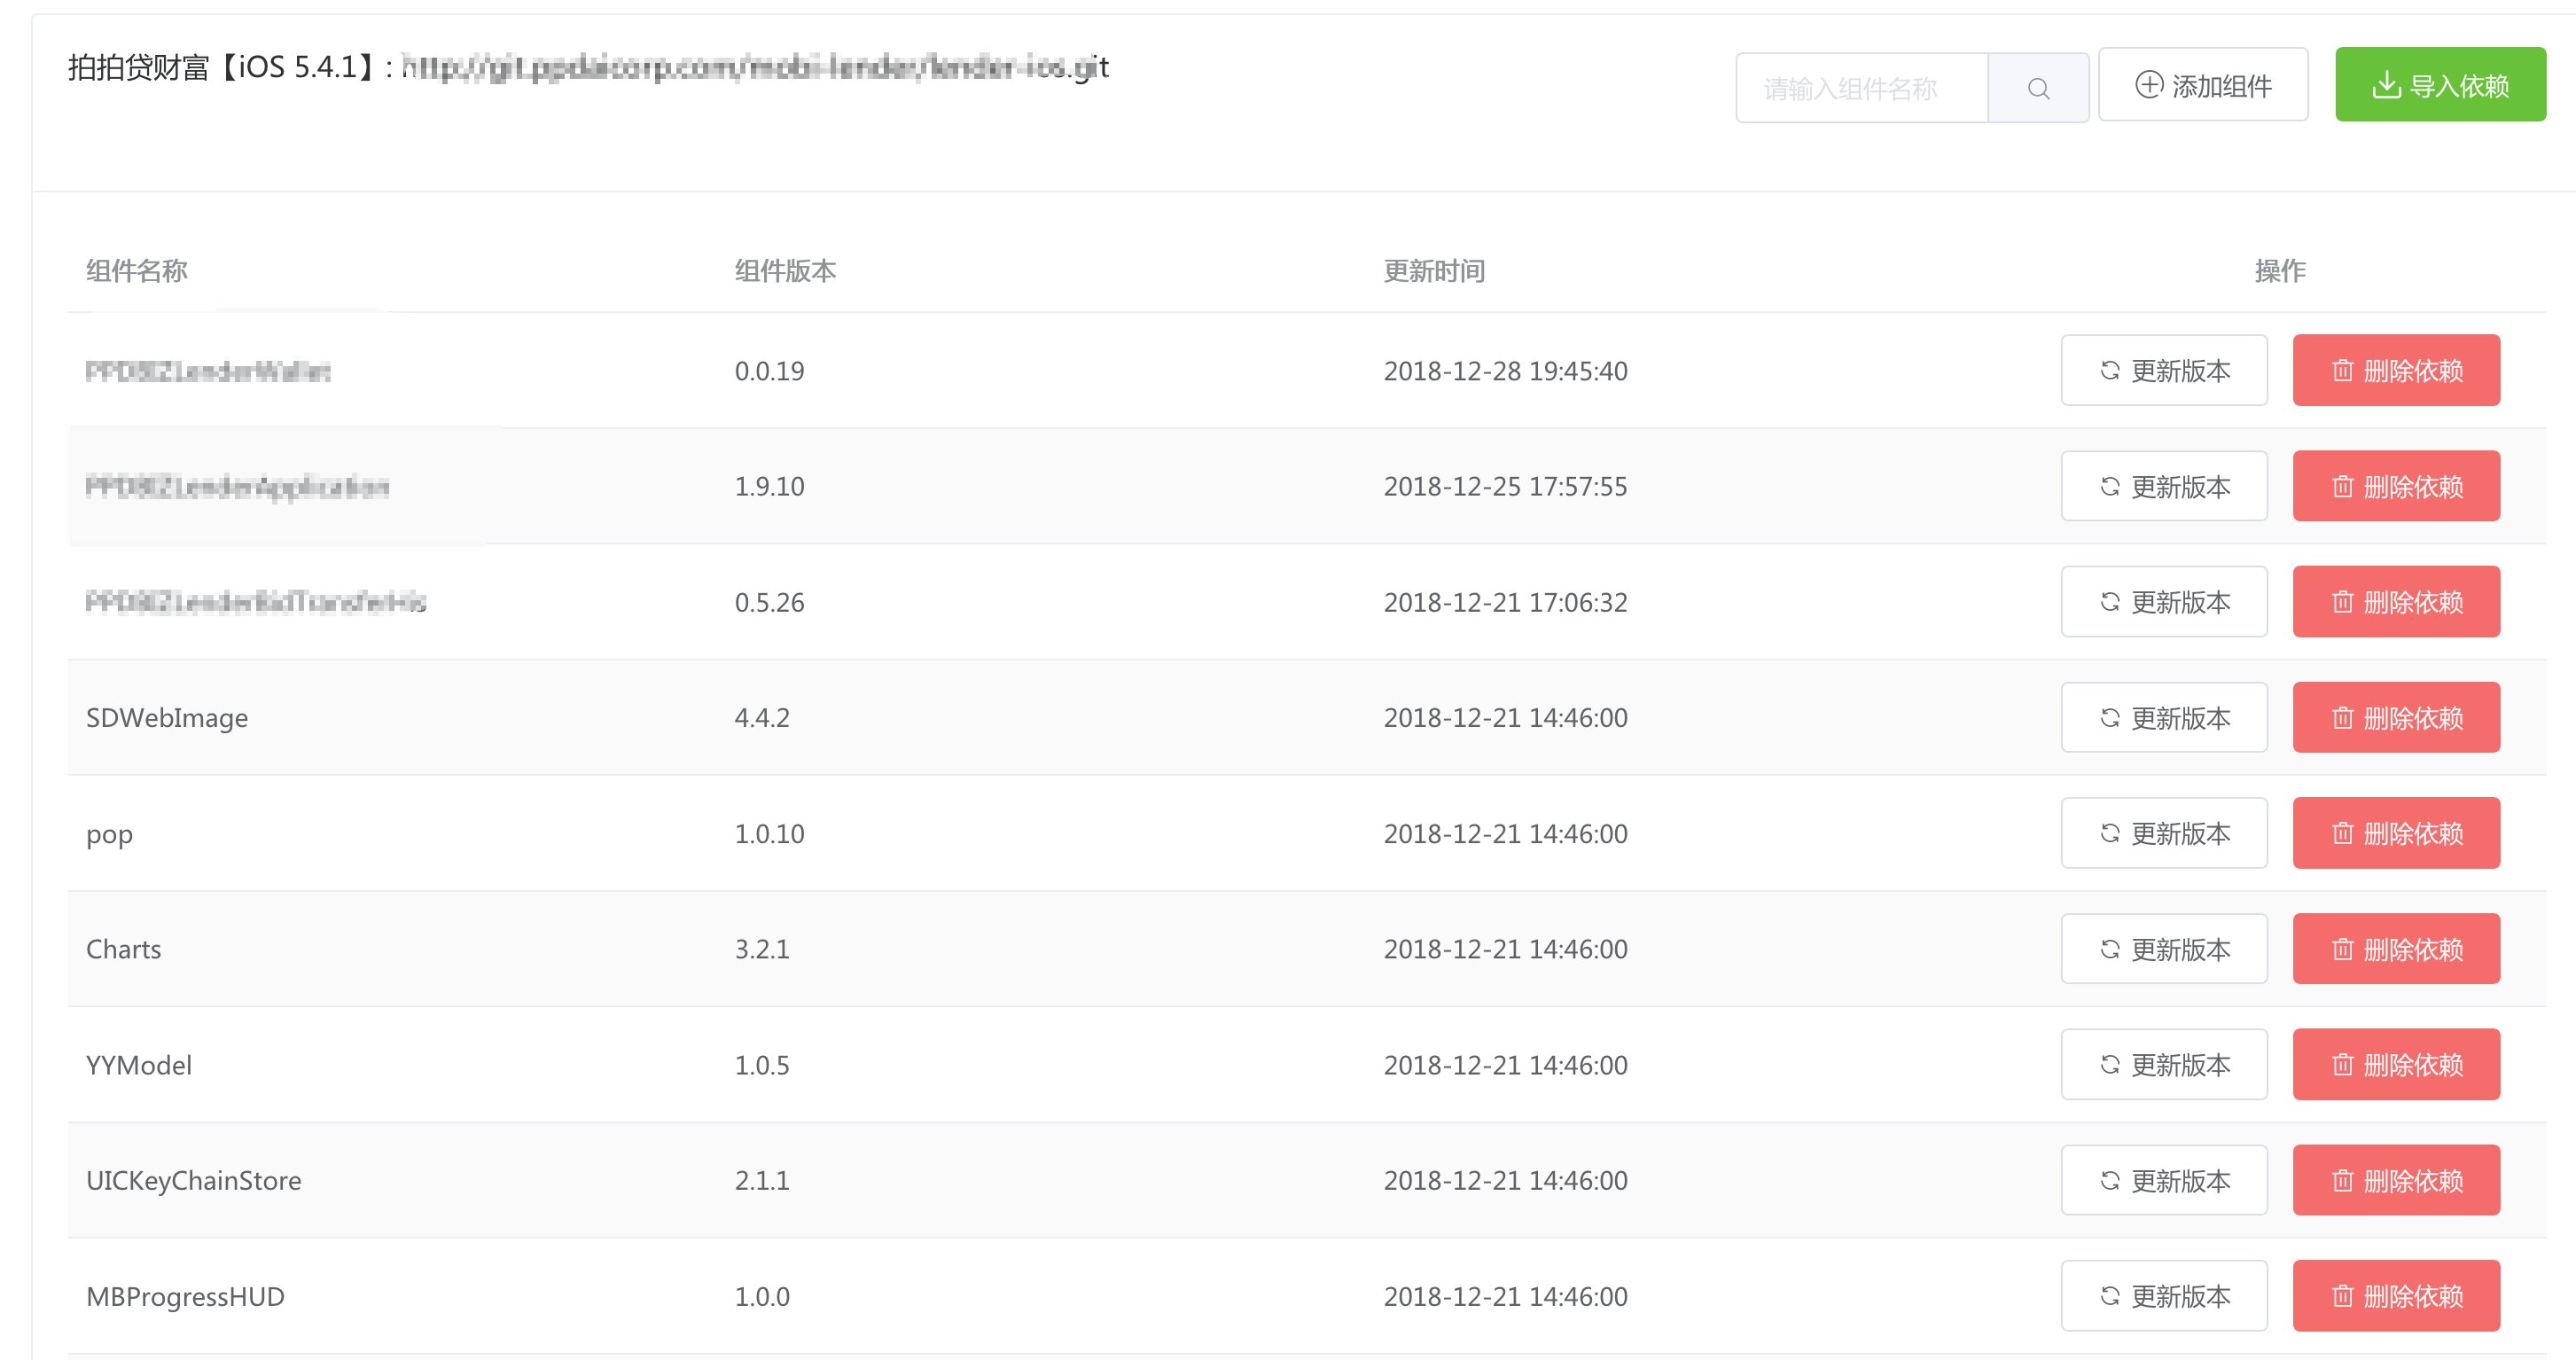 拍拍贷财富【iOS 5.4.1】:
请输入组件名称 添加组件 导入依赖
组件名称 组件版本 更新时间 操作
0.0.19 2018-12-28 19:45:40 更新版本 删除依赖
1.9.10 2018-12-25 17:57:55 更新版本 删除依赖
0.5.26 2018-12-21 17:06:32 更新版本 删除依赖
SDWebImage 4.4.2 2018-12-21 14:46:00 更新版本 删除依赖
pop 1.0.10 2018-12-21 14:46:00 更新版本 删除依赖
Charts 3.2.1 2018-12-21 14:46:00 更新版本 删除依赖
YYModel 1.0.5 2018-12-21 14:46:00 更新版本 删除依赖
UICKeyChainStore 2.1.1 2018-12-21 14:46:00 更新版本 删除依赖
MBProgressHUD 1.0.0 2018-12-21 14:46:00 更新版本 删除依赖